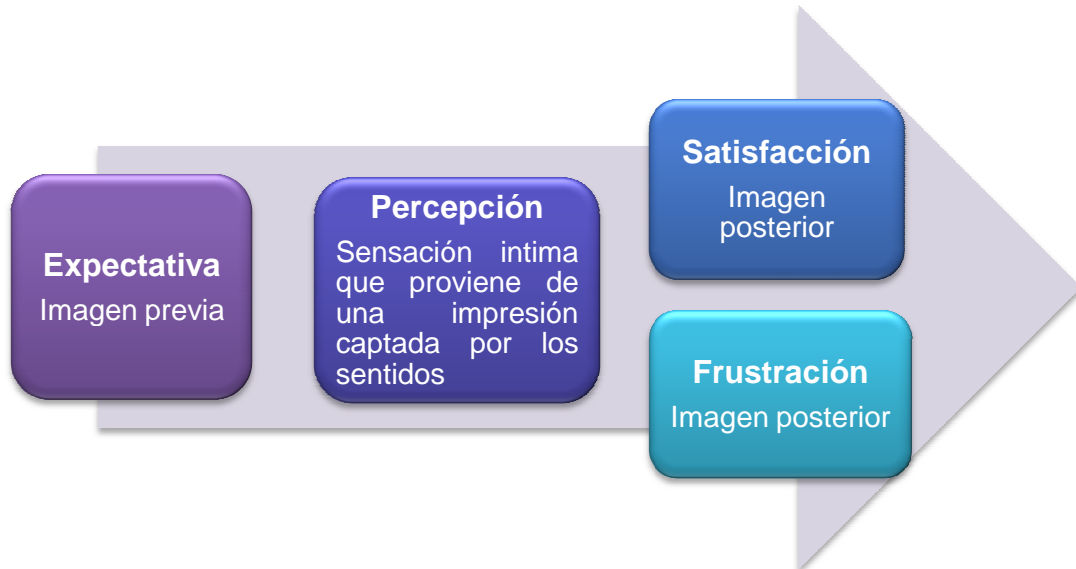 Expectativa
Imagen previa
Percepción
Sensación intima
que proviene de
una impresión
captada por los
sentidos
Satisfacción
Imagen
posterior
Frustración
Imagen posterior